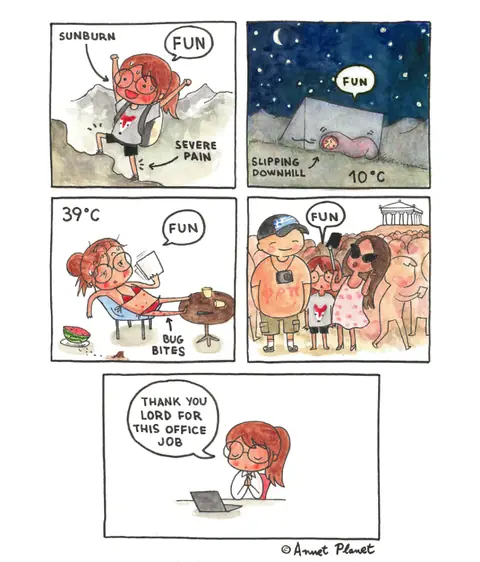 SUNBURN
FUN
SEVERE
PAIN
FUN
SLIPPING
DOWNHILL
10°C
39°C
FUN
BUG
BITES
FUN
THANK YOU
LORD FOR
THIS OFFICE
JOB
© Annet Planet